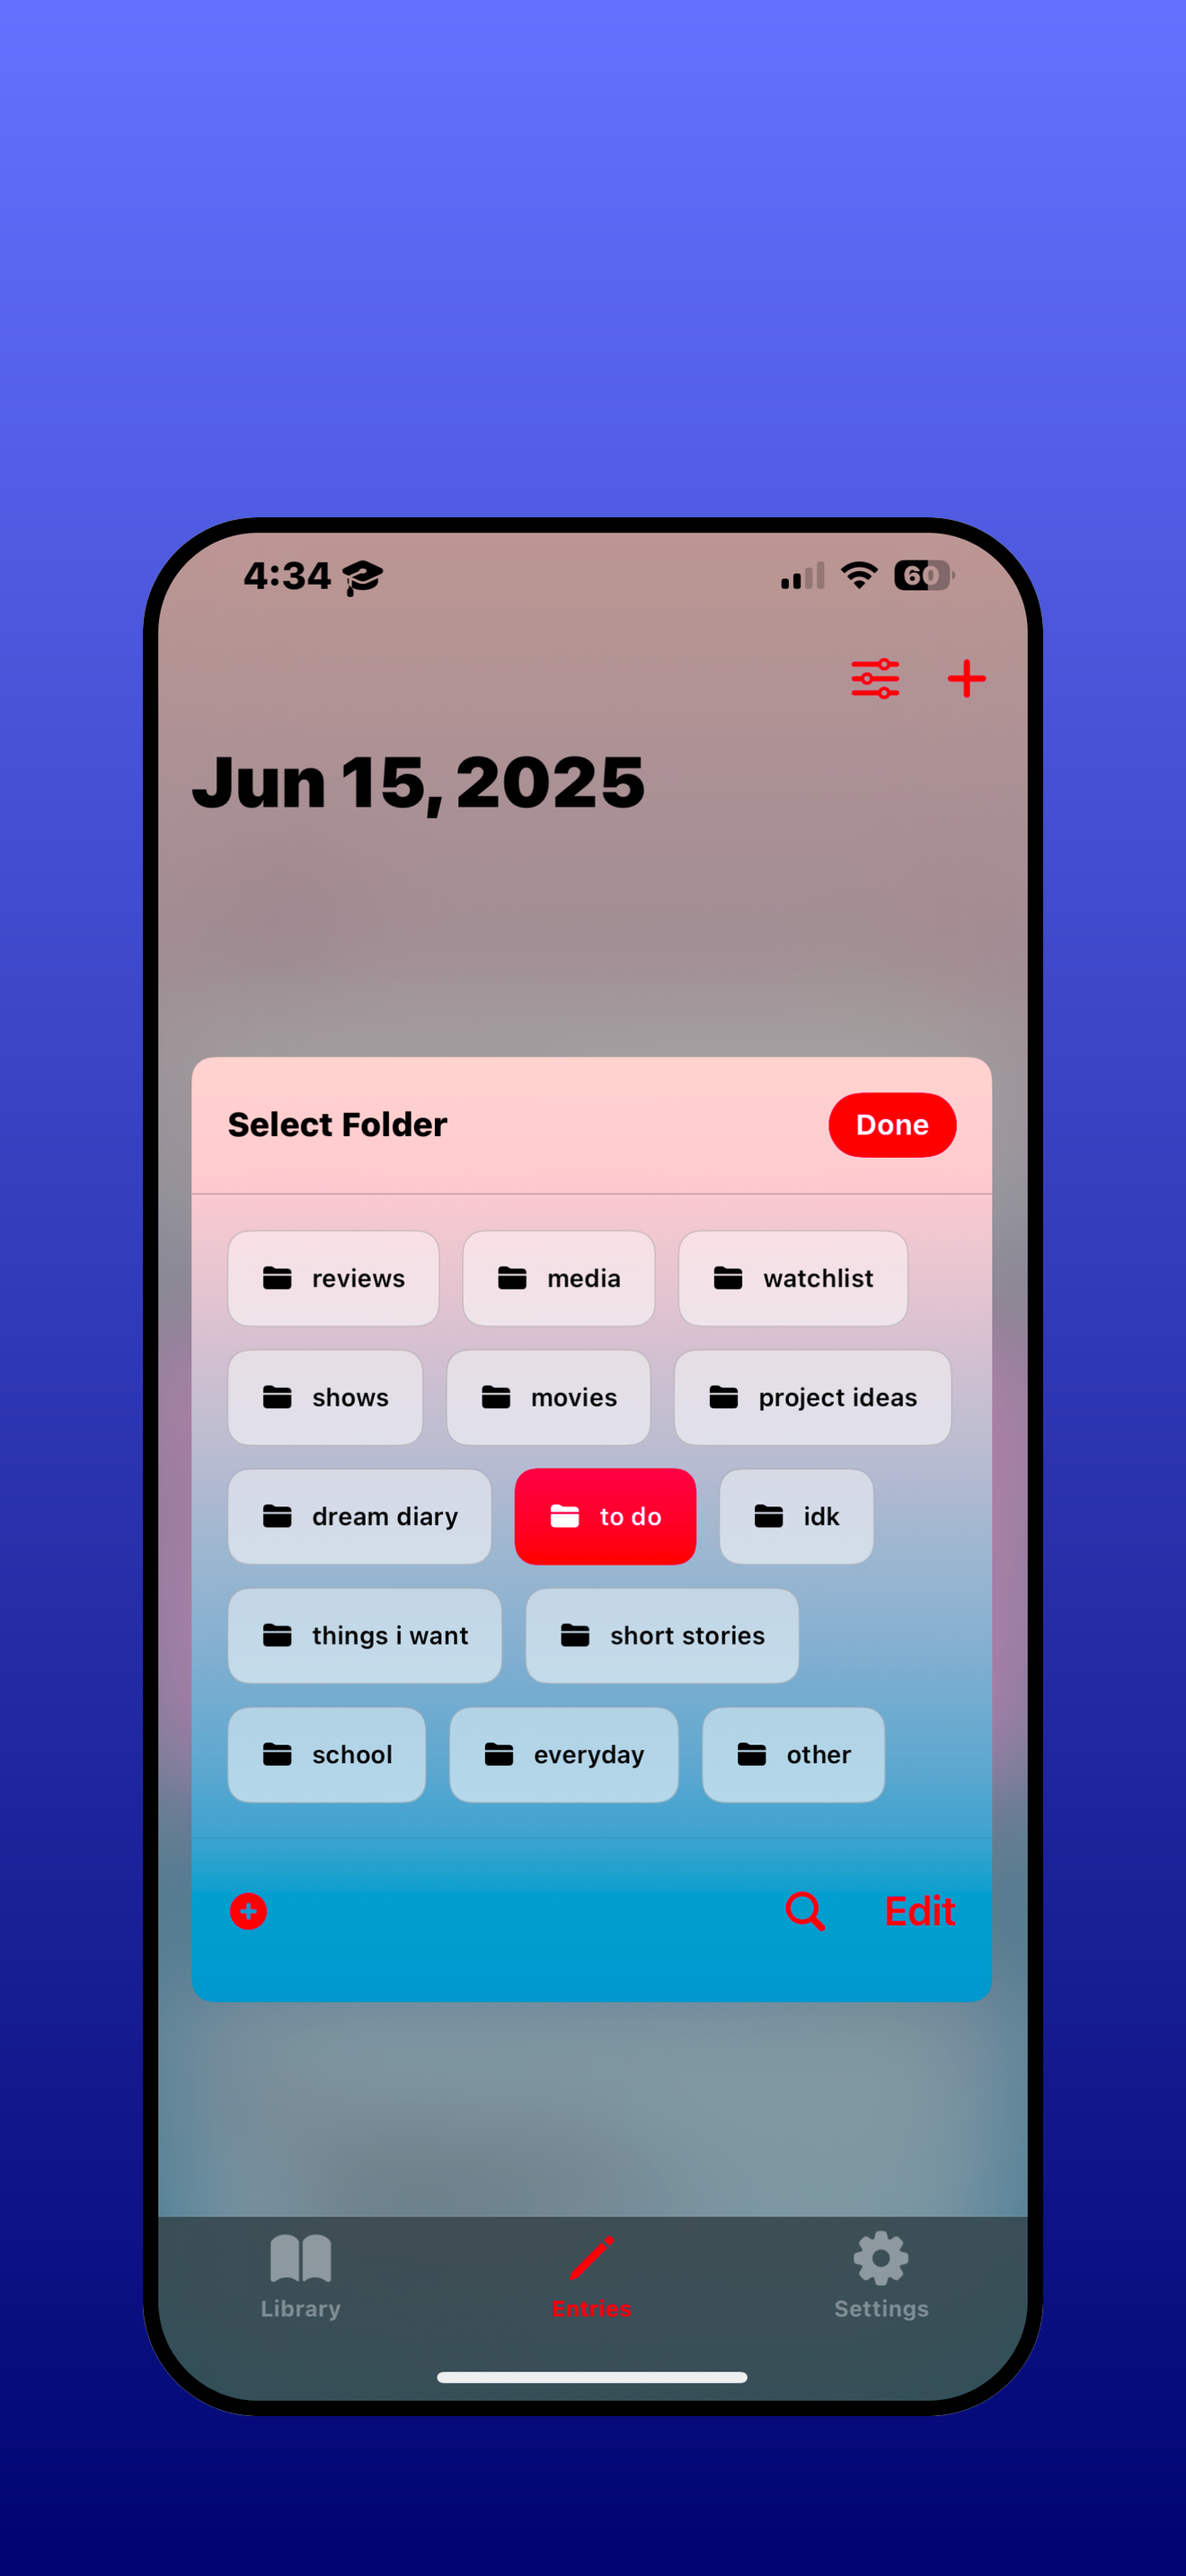 4:34
60
Jun 15, 2025
Select Folder Done
reviews media watchlist
shows movies project ideas
dream diary to do idk
things i want short stories
school everyday other
Edit
Library Entries Settings